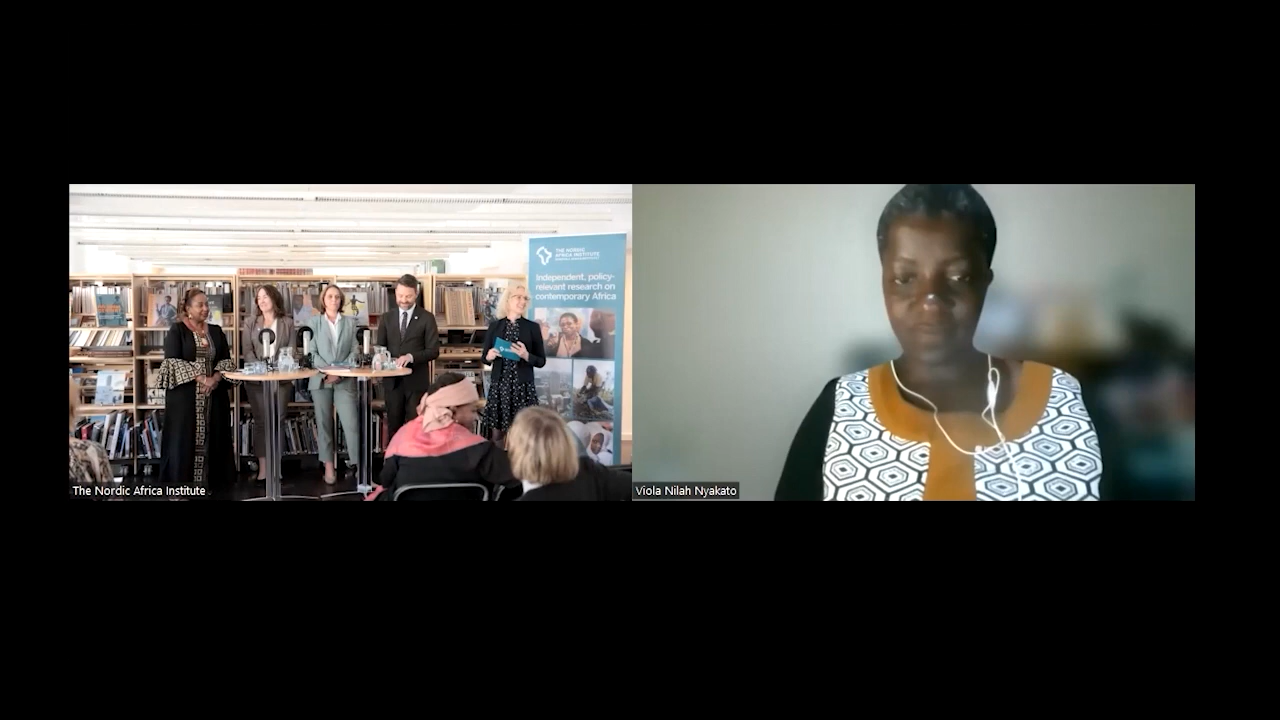 THE NORDIC
AFRICA INSTITUTE
Independent, policy-
relevant research on
contemporary Africa
The Nordic Africa Institute
Viola Nilah Nyakato